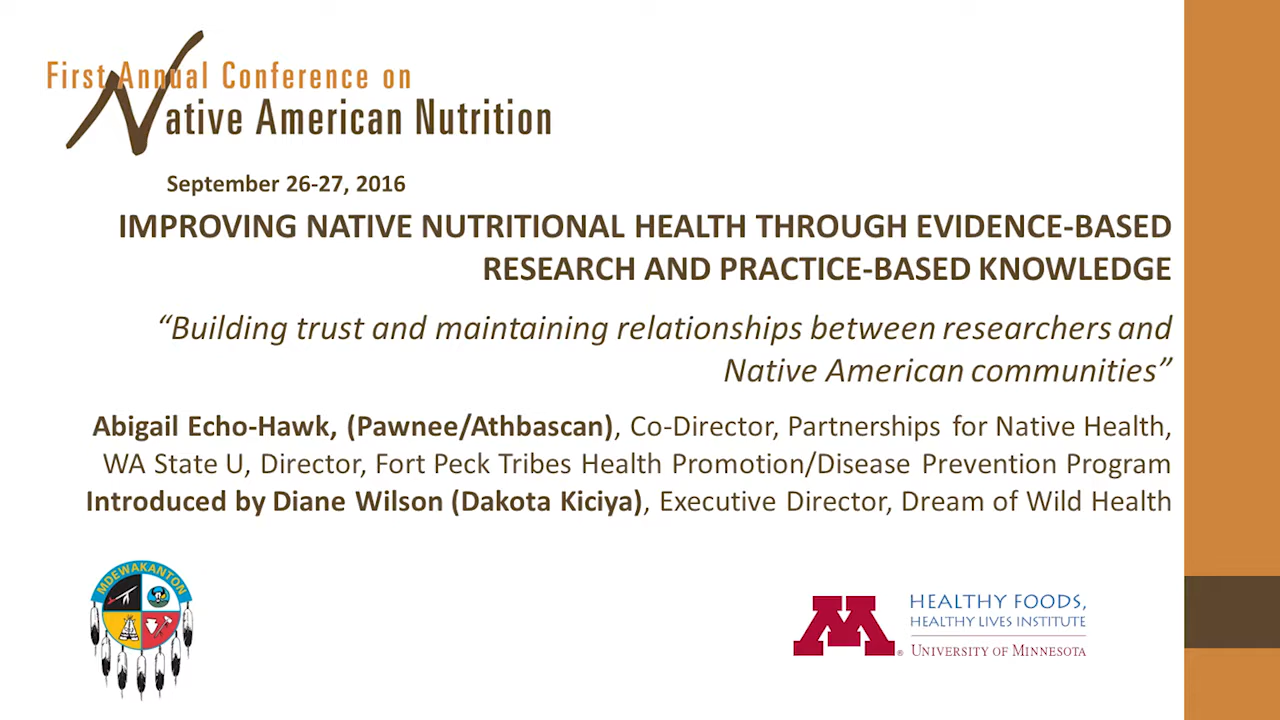 First Annual Conference on
Native American Nutrition
September 26-27, 2016
IMPROVING NATIVE NUTRITIONAL HEALTH THROUGH EVIDENCE-BASED
RESEARCH AND PRACTICE-BASED KNOWLEDGE
“Building trust and maintaining relationships between researchers and
Native American communities”
Abigail Echo-Hawk, (Pawnee/Athbascan), Co-Director, Partnerships for Native Health,
WA State U, Director, Fort Peck Tribes Health Promotion/Disease Prevention Program
Introduced by Diane Wilson (Dakota Kiciya), Executive Director, Dream of Wild Health
MDEWAKANTON
M®
HEALTHY FOODS,
HEALTHY LIVES INSTITUTE
UNIVERSITY OF MINNESOTA